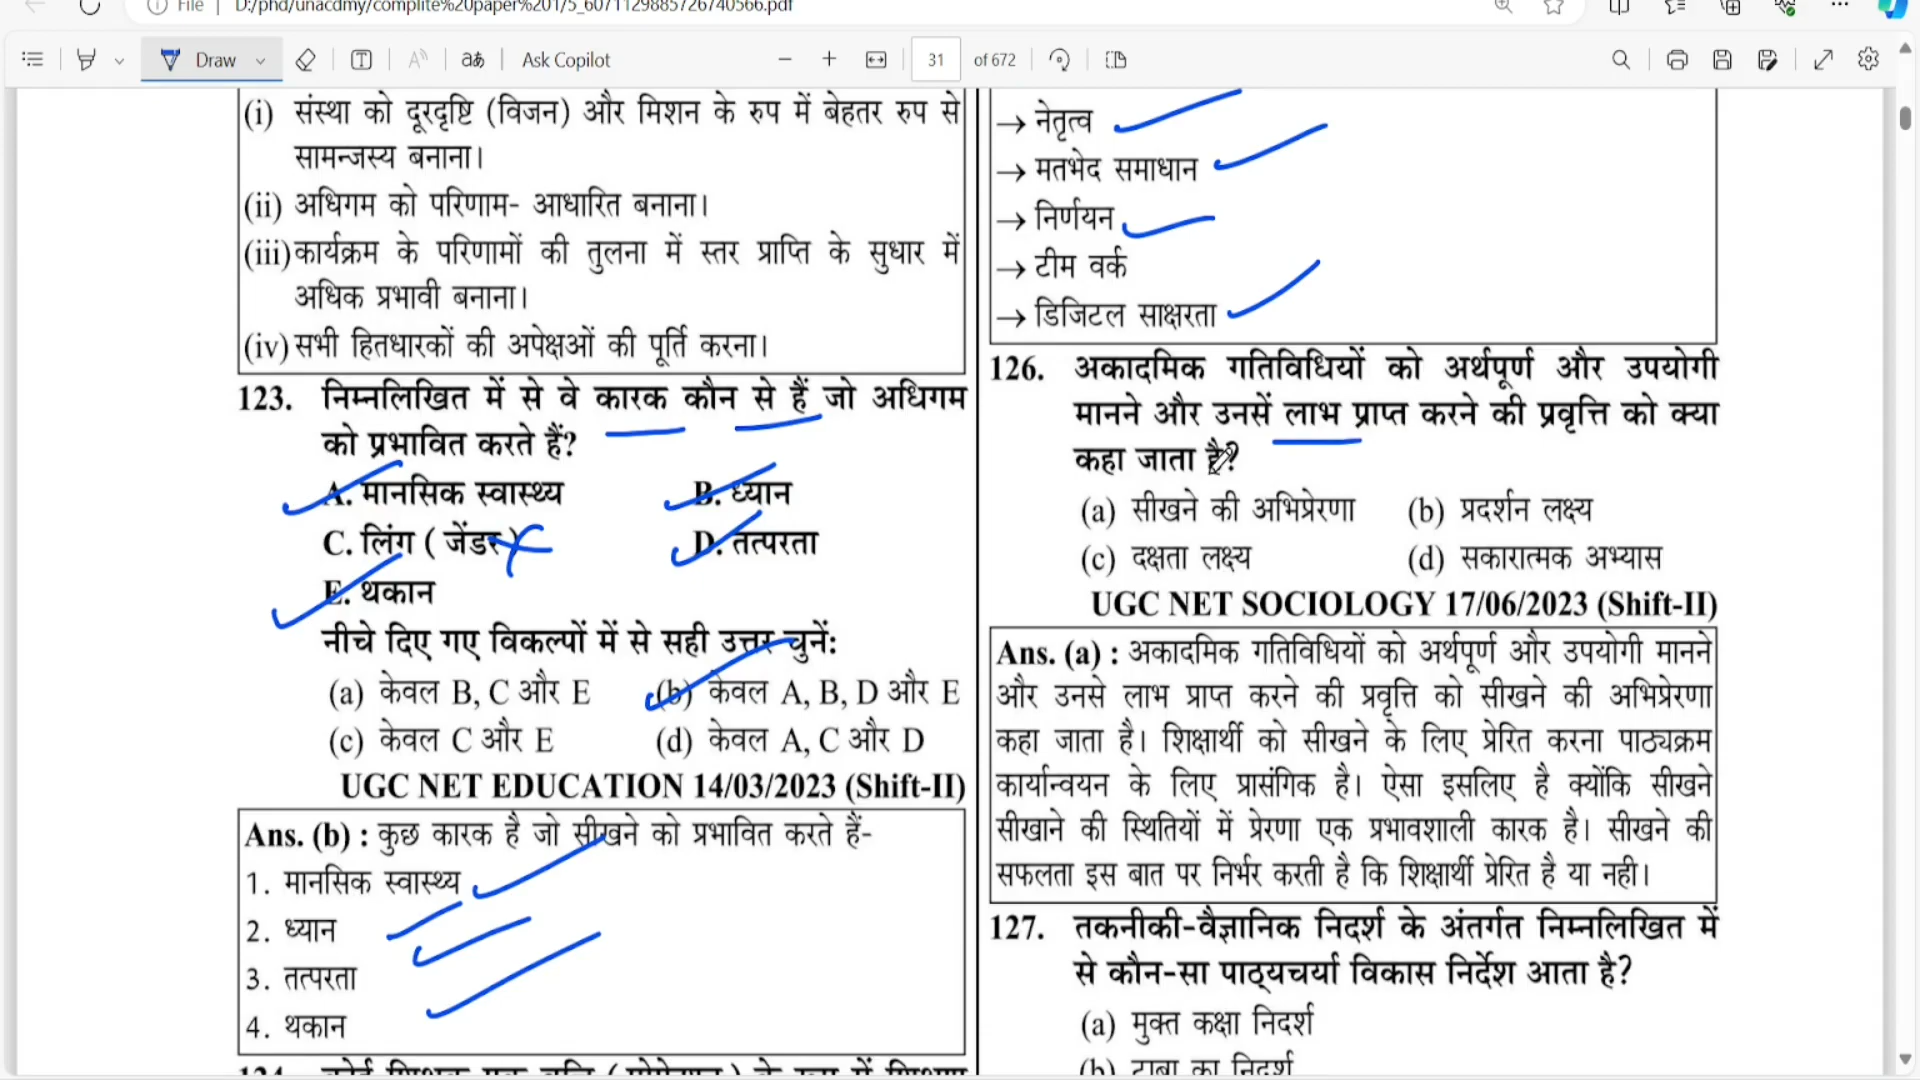 File
D:/phd/unacdmy/complite%20paper%201/5_6071129885726740566.pdf
Draw
Ask Copilot
31 of 672
(i) संस्था को दूरदृष्टि (विजन) और मिशन के रुप में बेहतर रुप से
सामन्जस्य बनाना।
(ii) अधिगम को परिणाम- आधारित बनाना।
(iii) कार्यक्रम के परिणामों की तुलना में स्तर प्राप्ति के सुधार में
अधिक प्रभावी बनाना।
(iv) सभी हितधारकों की अपेक्षओं की पूर्ति करना।
123. निम्नलिखित में से वे कारक कौन से हैं जो अधिगम
को प्रभावित करते हैं?
A. मानसिक स्वास्थ्य B. ध्यान
C. लिंग ( जेंडर ) D. तत्परता
E. थकान
नीचे दिए गए विकल्पों में से सही उत्तर चुनें:
(a) केवल B, C और E (b) केवल A, B, D और E
(c) केवल C और E (d) केवल A, C और D
UGC NET EDUCATION 14/03/2023 (Shift-II)
Ans. (b) : कुछ कारक है जो सीखने को प्रभावित करते हैं-
1. मानसिक स्वास्थ्य
2. ध्यान
3. तत्परता
4. थकान
→ नेतृत्व
→ मतभेद समाधान
→ निर्णयन
→ टीम वर्क
→ डिजिटल साक्षरता
126. अकादमिक गतिविधियों को अर्थपूर्ण और उपयोगी
मानने और उनसें लाभ प्राप्त करने की प्रवृत्ति को क्या
कहा जाता है?
(a) सीखने की अभिप्रेरणा (b) प्रदर्शन लक्ष्य
(c) दक्षता लक्ष्य (d) सकारात्मक अभ्यास
UGC NET SOCIOLOGY 17/06/2023 (Shift-II)
Ans. (a) : अकादमिक गतिविधियों को अर्थपूर्ण और उपयोगी मानने
और उनसे लाभ प्राप्त करने की प्रवृत्ति को सीखने की अभिप्रेरणा
कहा जाता है। शिक्षार्थी को सीखने के लिए प्रेरित करना पाठ्यक्रम
कार्यान्वयन के लिए प्रासंगिक है। ऐसा इसलिए है क्योंकि सीखने
सीखाने की स्थितियों में प्रेरणा एक प्रभावशाली कारक है। सीखने की
सफलता इस बात पर निर्भर करती है कि शिक्षार्थी प्रेरित है या नही।
127. तकनीकी-वैज्ञानिक निदर्श के अंतर्गत निम्नलिखित में
से कौन-सा पाठ्यचर्या विकास निर्देश आता है?
(a) मुक्त कक्षा निदर्श